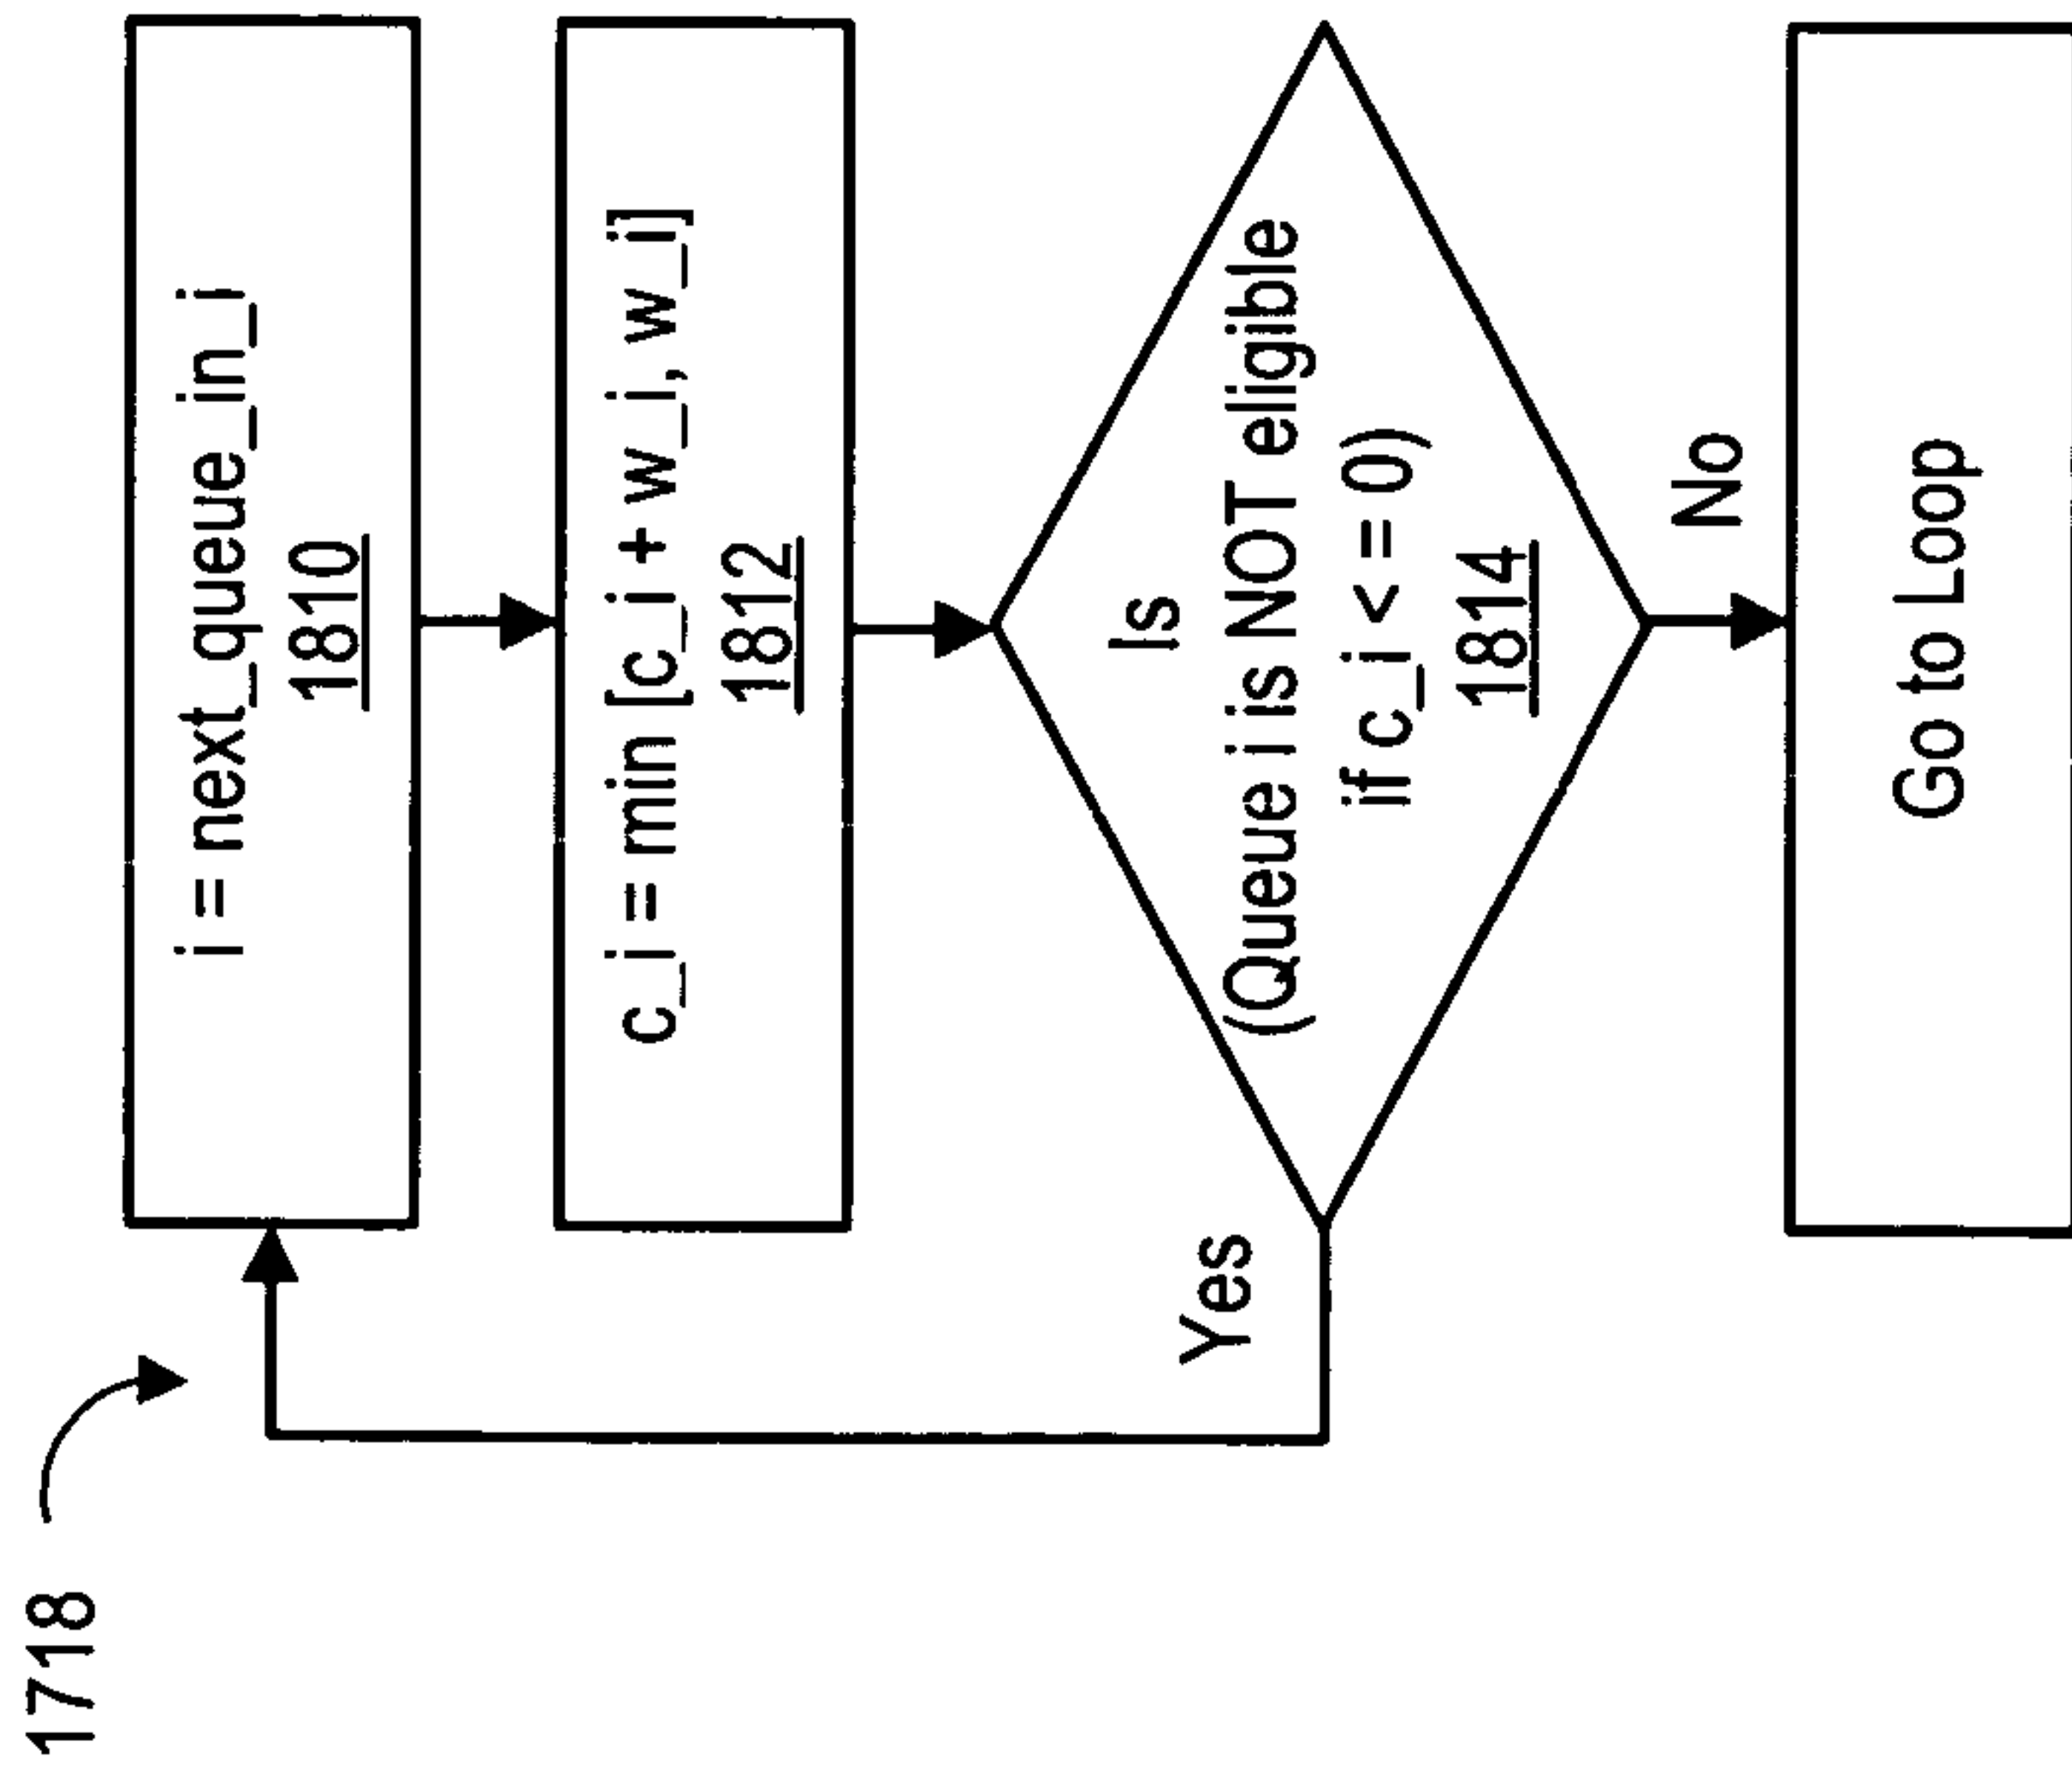 1718
i = next_queue_in_i
1810
c_i = min [c_i + w_i, w_i]
1812
Is
(Queue i is NOT eligible
if c_i < = 0)
1814
Yes
No
Go to Loop